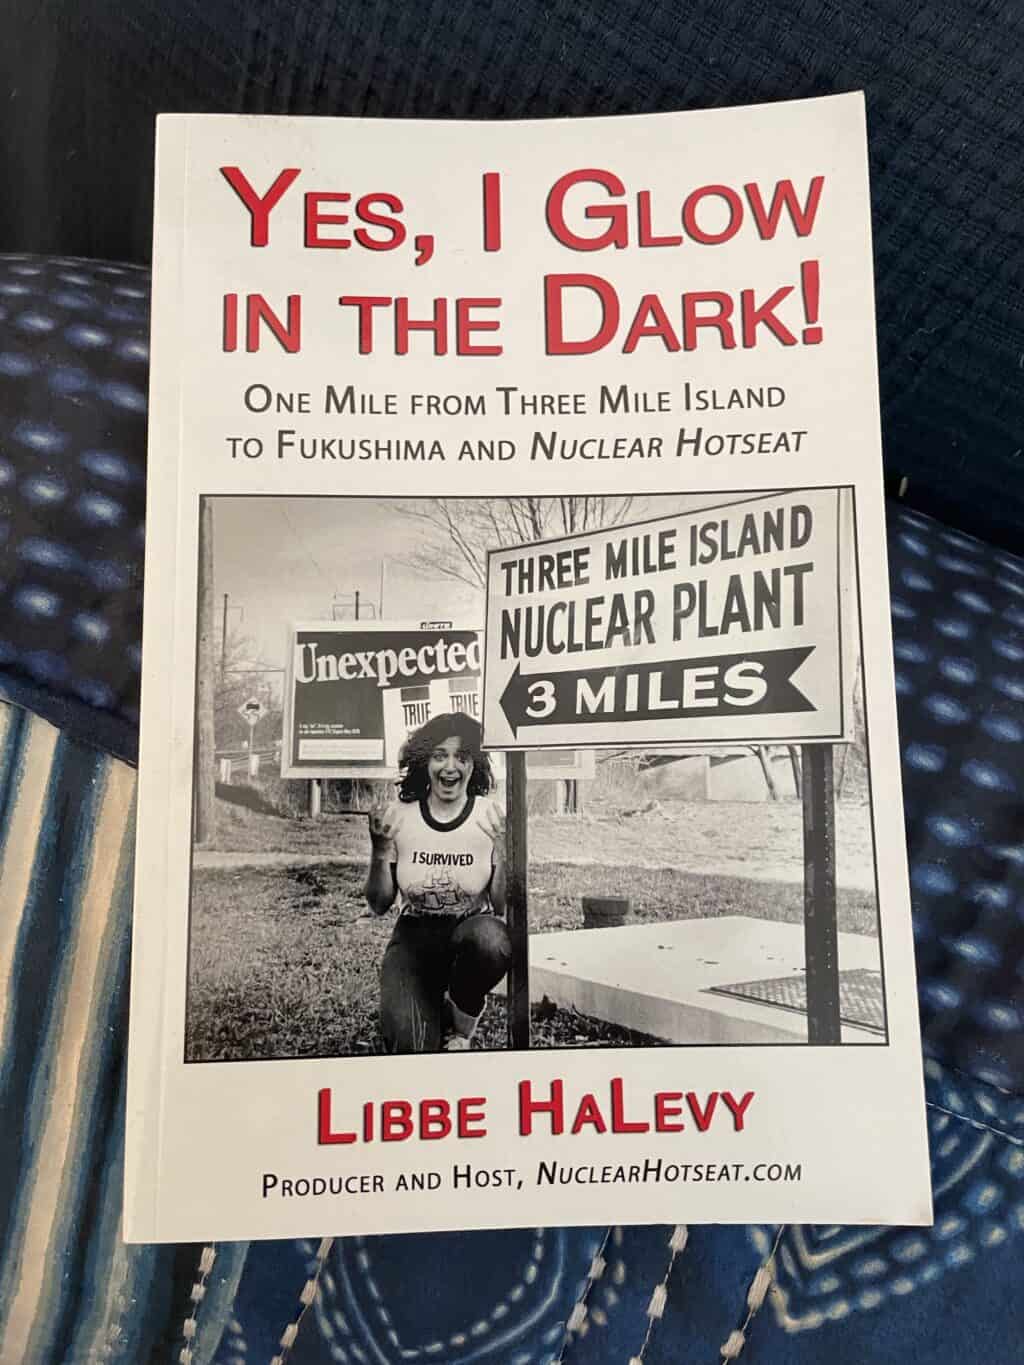 Yes, I Glow
in the Dark!
One Mile from Three Mile Island
to Fukushima and Nuclear Hotseat
THREE MILE ISLAND
NUCLEAR PLANT
3 MILES
Unexpected
TRUE TRUE
I SURVIVED
Libbe HaLevy
Producer and Host, NuclearHotseat.com